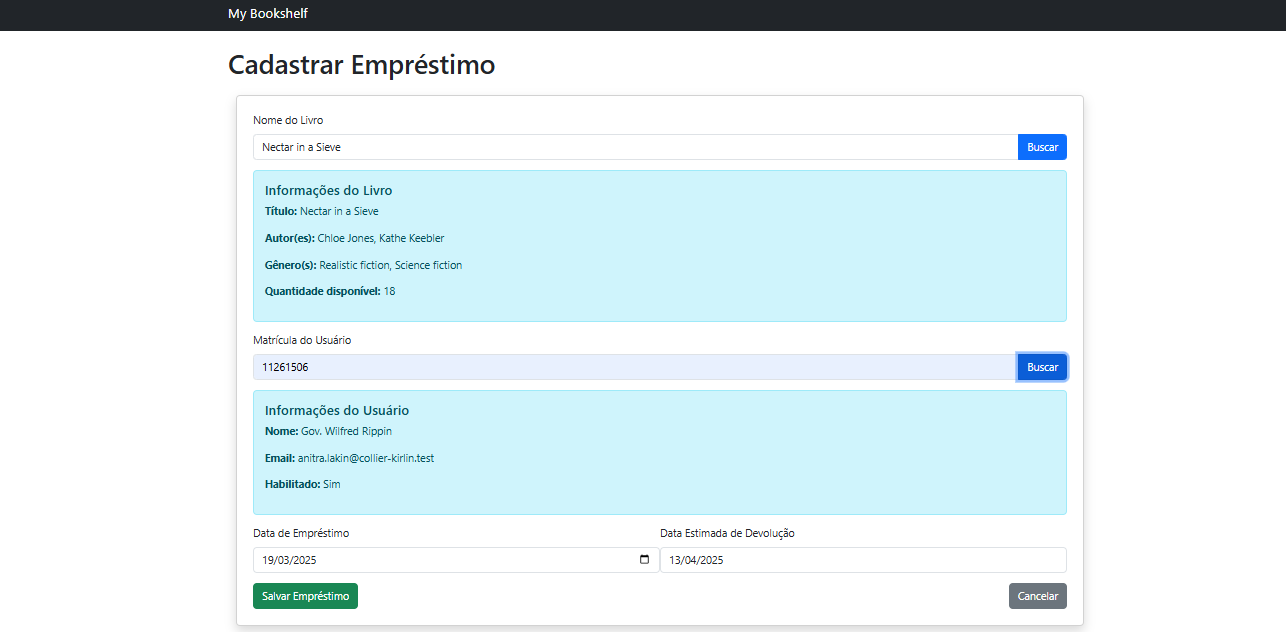 My Bookshelf
Cadastrar Empréstimo
Nome do Livro
Nectar in a Sieve
Buscar
Informações do Livro
Título: Nectar in a Sieve
Autor(es): Chloe Jones, Kathe Keebler
Gênero(s): Realistic fiction, Science fiction
Quantidade disponível: 18
Matrícula do Usuário
11261506
Buscar
Informações do Usuário
Nome: Gov. Wilfred Rippin
Email: anitra.lakin@collier-kirlin.test
Habilitado: Sim
Data de Empréstimo
19/03/2025
Data Estimada de Devolução
13/04/2025
Salvar Empréstimo
Cancelar